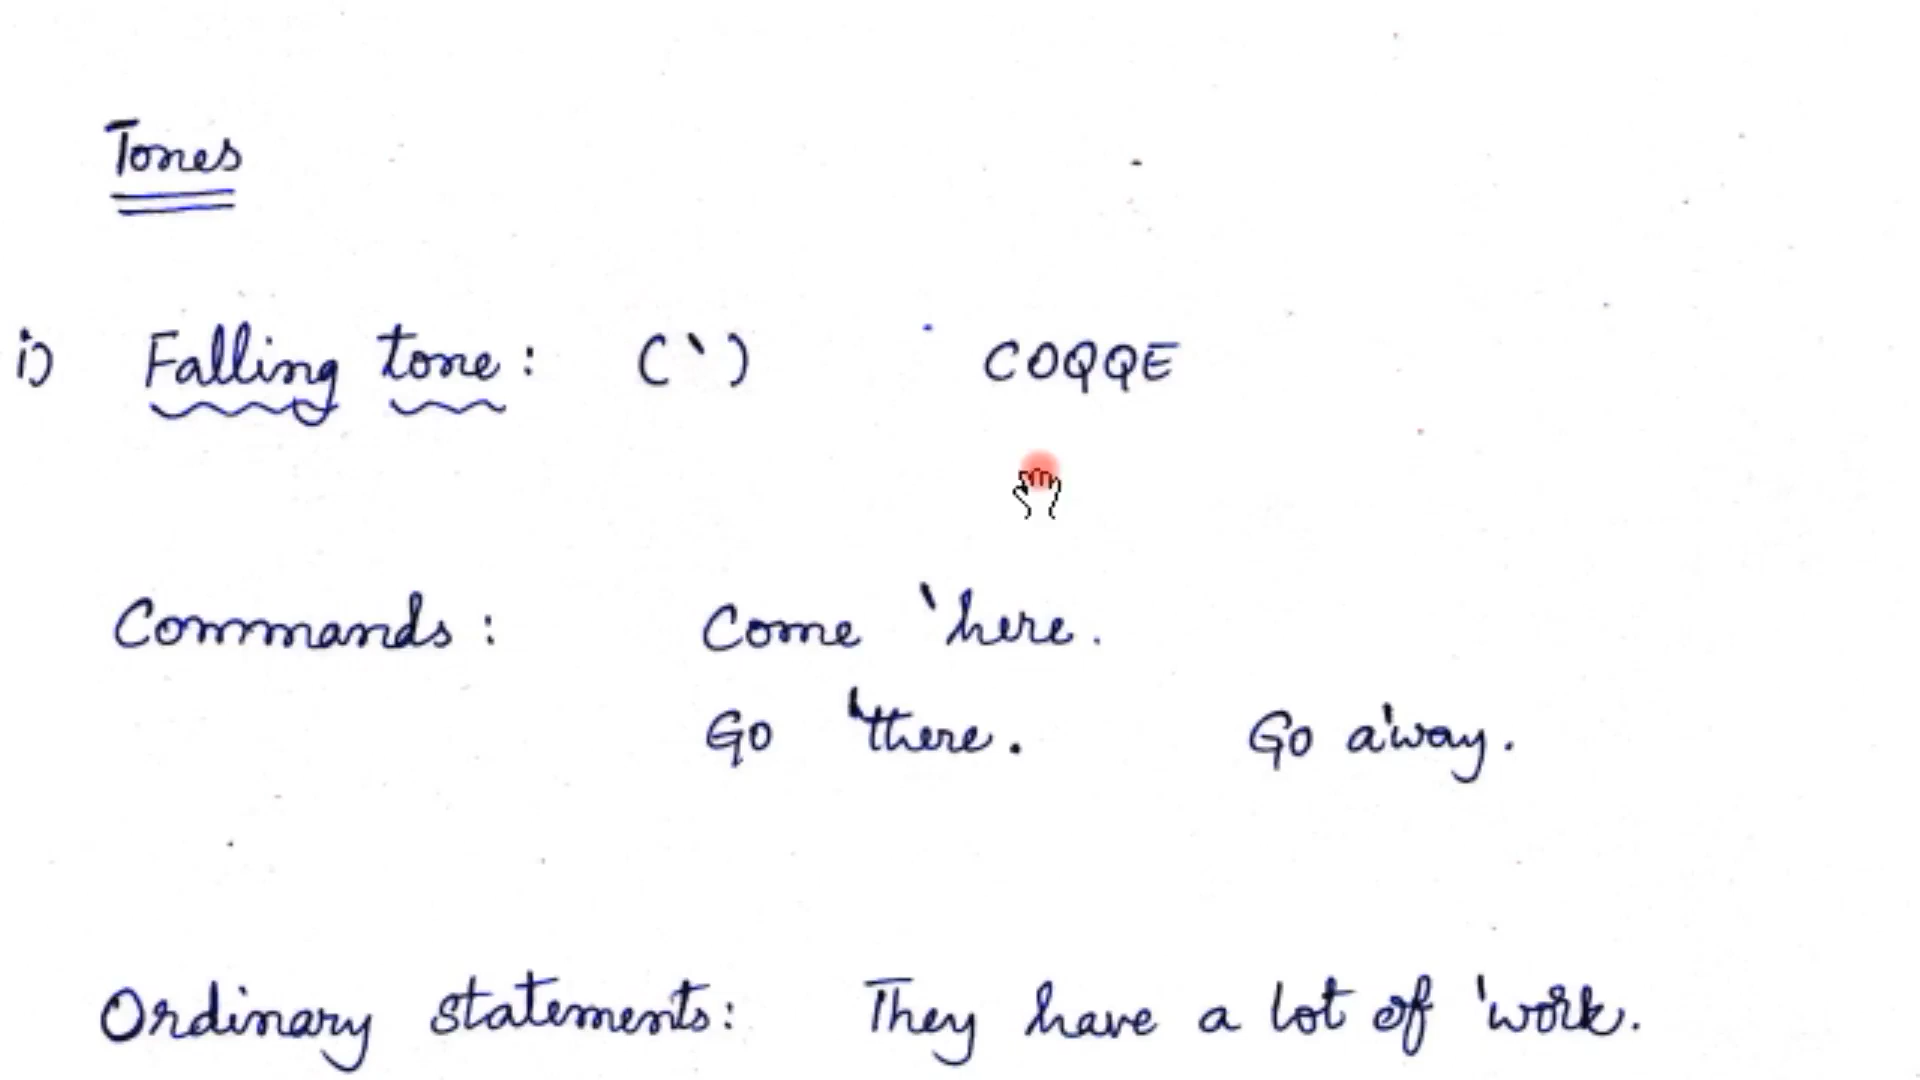 Tones
i) Falling tone : (`) COQQE
Commands : Come `here.
Go `there. Go a`way.
Ordinary statements : They have a lot of `work.